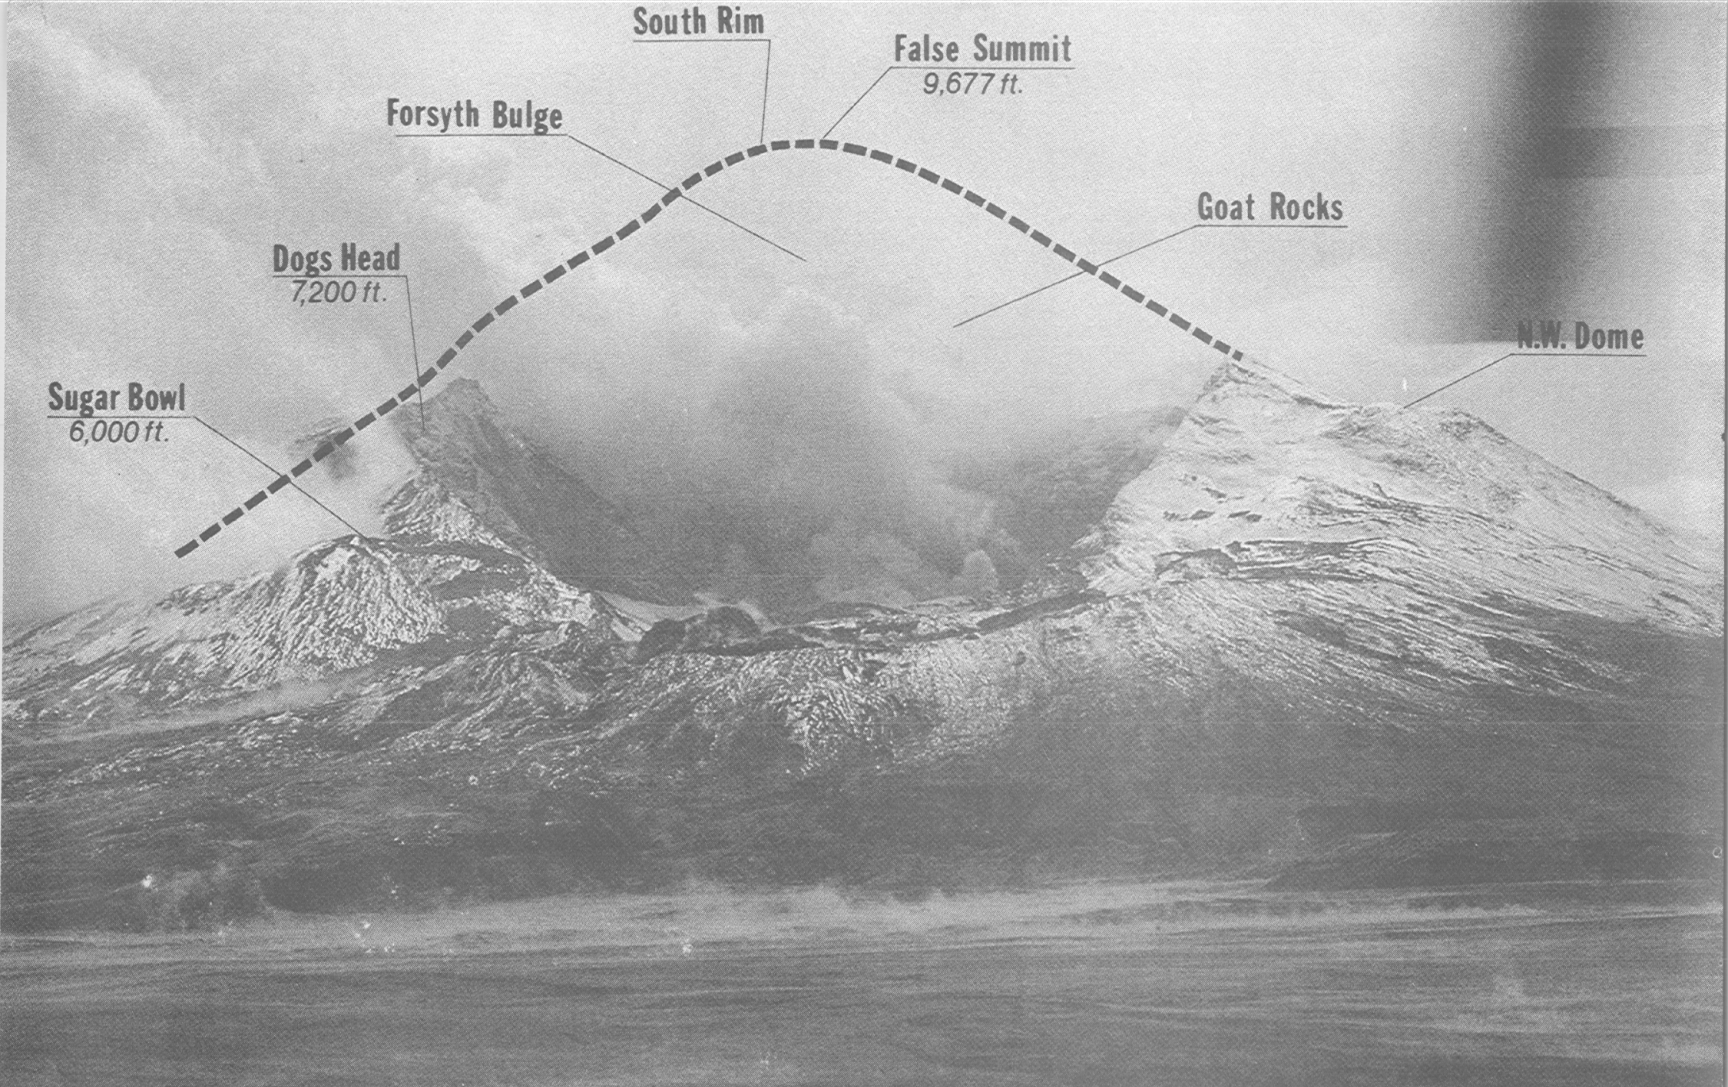 South Rim
False Summit
9,677 ft.
Forsyth Bulge
Goat Rocks
Dogs Head
7,200 ft.
N.W. Dome
Sugar Bowl
6,000 ft.